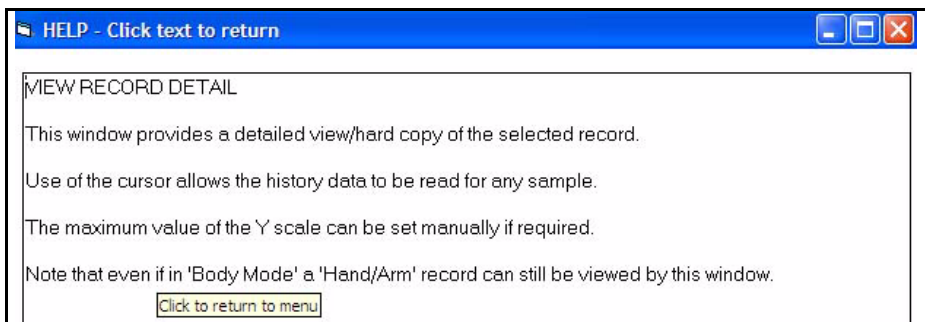 HELP - Click text to return
VIEW RECORD DETAIL
This window provides a detailed view/hard copy of the selected record.
Use of the cursor allows the history data to be read for any sample.
The maximum value of the Y scale can be set manually if required.
Note that even if in 'Body Mode' a 'Hand/Arm' record can still be viewed by this window.
Click to return to menu